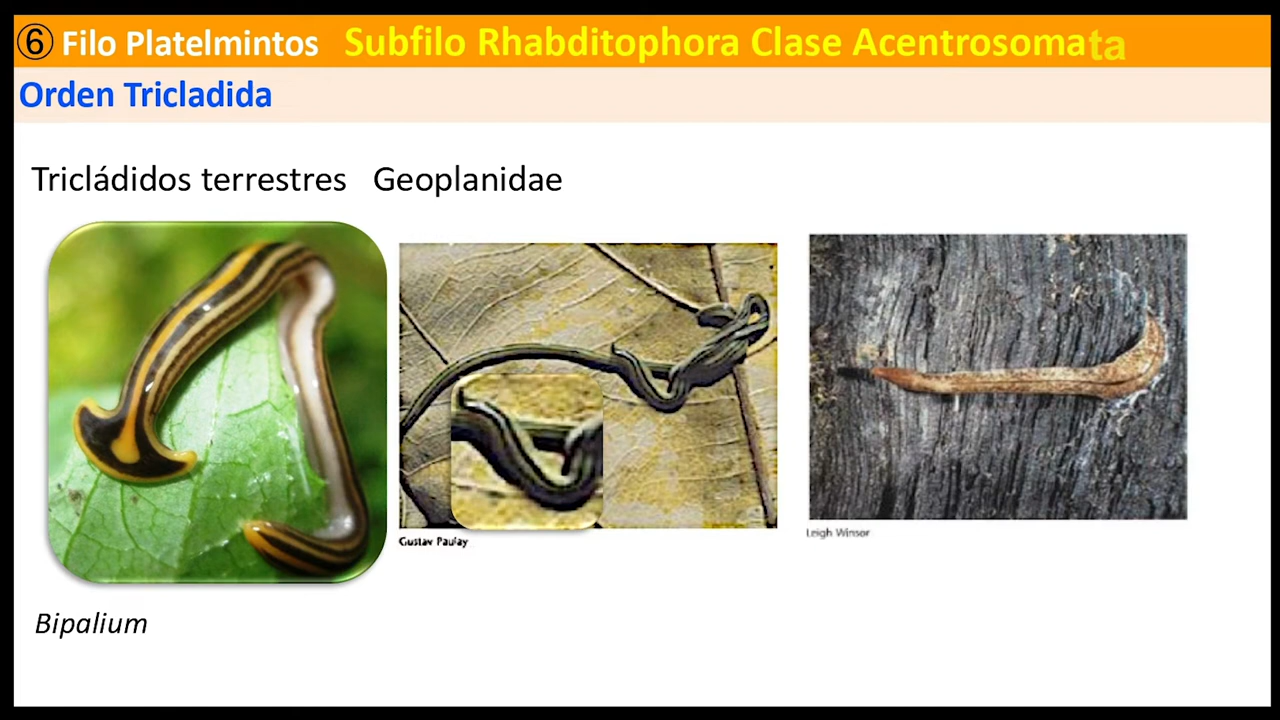 ⑥ Filo Platelmintos Subfilo Rhabditophora Clase Acentrosomata
Orden Tricladida
Tricládidos terrestres Geoplanidae
Gustav Paulay
Leigh Winsor
Bipalium